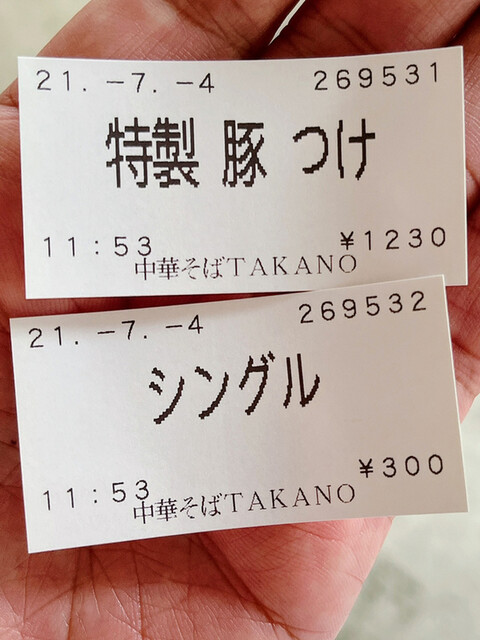 21.-7.-4 269531
特製 豚 つけ
11:53 ¥1230
中華そばTAKANO
21.-7.-4 269532
シングル
11:53 ¥300
中華そばTAKANO